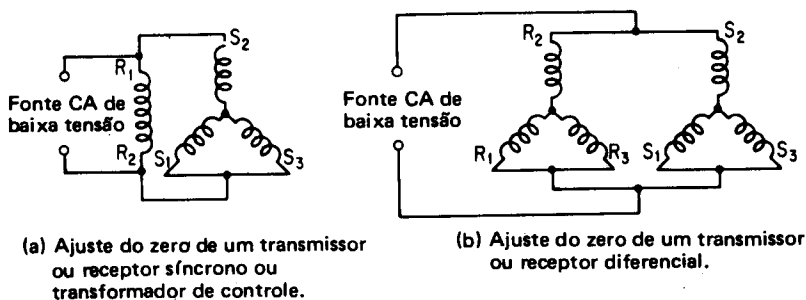 S2
R1
Fonte CA de
baixa tensão
R2
S1
S3
(a) Ajuste do zero de um transmissor
ou receptor síncrono ou
transformador de controle.
R2
S2
Fonte CA de
baixa tensão
R1
R3
S1
S3
(b) Ajuste do zero de um transmissor
ou receptor diferencial.